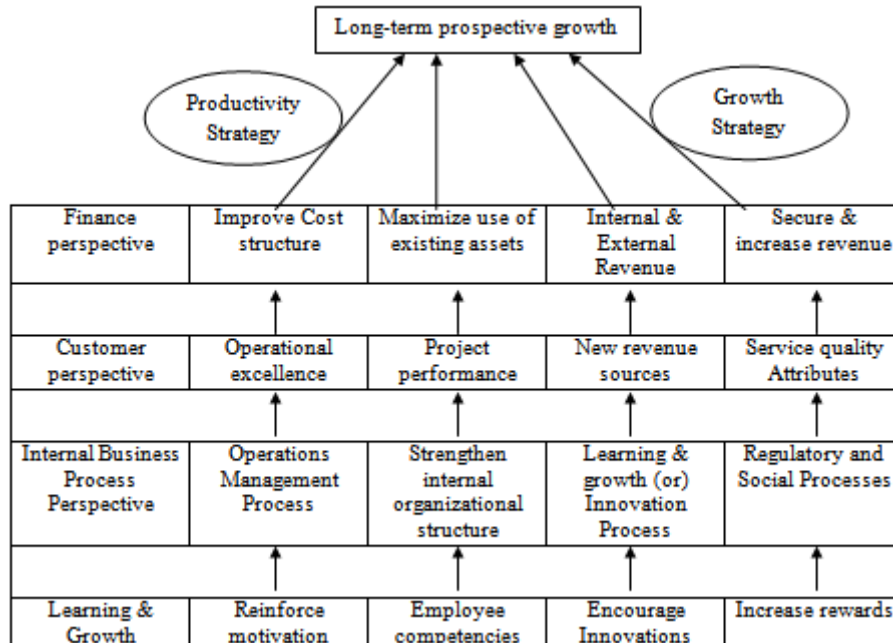 Long-term prospective growth
Productivity
Strategy
Growth
Strategy
Finance
perspective
Improve Cost
structure
Maximize use of
existing assets
Internal &
External
Revenue
Secure &
increase revenue
Customer
perspective
Operational
excellence
Project
performance
New revenue
sources
Service quality
Attributes
Internal Business
Process
Perspective
Operations
Management
Process
Strengthen
internal
organizational
structure
Learning &
growth (or)
Innovation
Process
Regulatory and
Social Processes
Learning &
Growth
Reinforce
motivation
Employee
competencies
Encourage
Innovations
Increase rewards